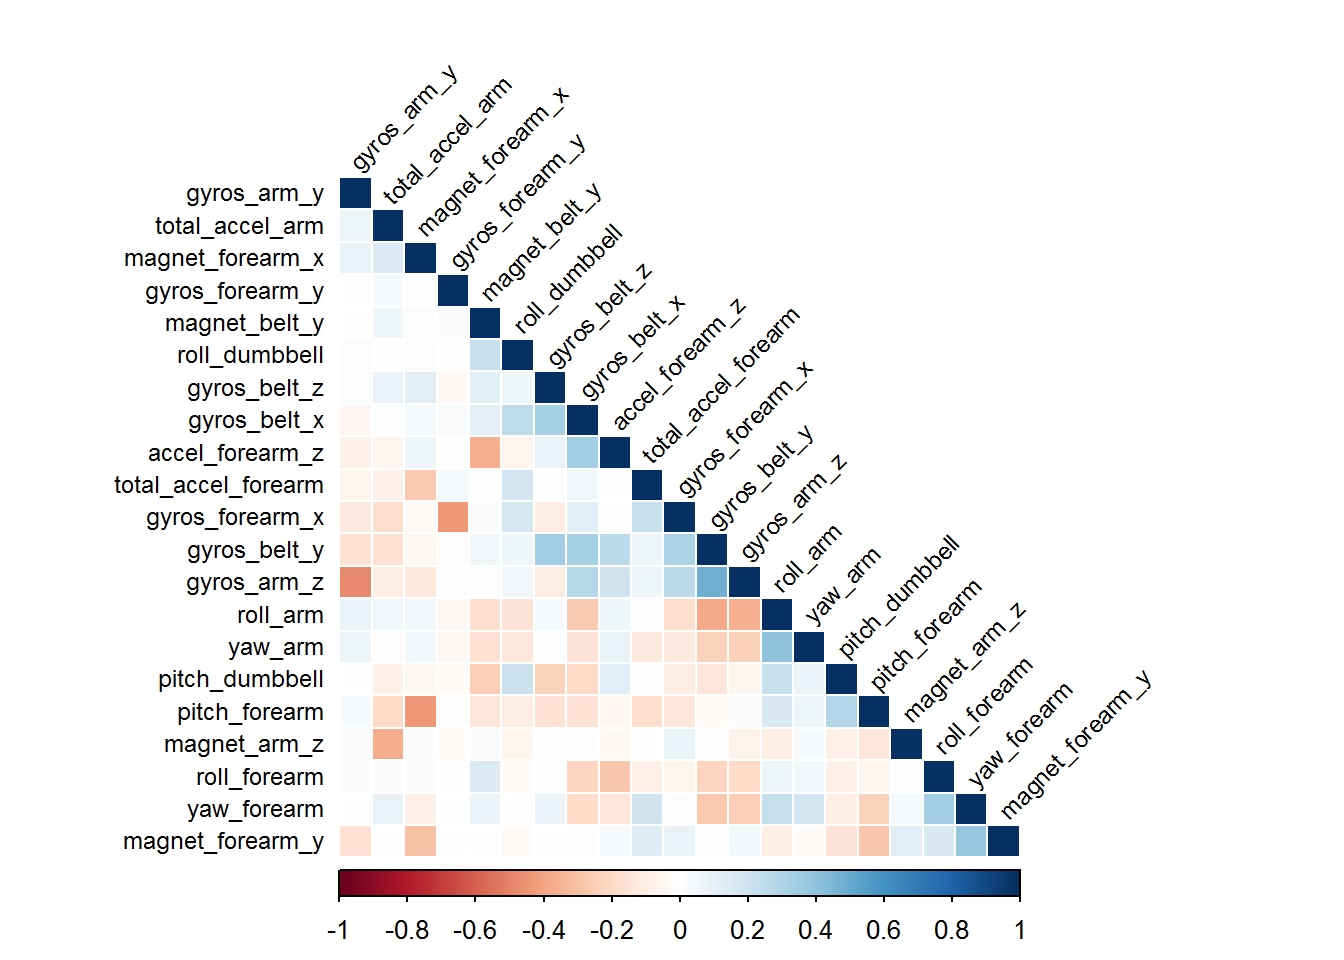 gyros_arm_y
total_accel_arm
magnet_forearm_x
gyros_forearm_y
magnet_belt_y
roll_dumbbell
gyros_belt_z
gyros_belt_x
accel_forearm_z
total_accel_forearm
gyros_forearm_x
gyros_belt_y
gyros_arm_z
roll_arm
yaw_arm
pitch_dumbbell
pitch_forearm
magnet_arm_z
roll_forearm
yaw_forearm
magnet_forearm_y
gyros_arm_y
total_accel_arm
magnet_forearm_x
gyros_forearm_y
magnet_belt_y
roll_dumbbell
gyros_belt_z
gyros_belt_x
accel_forearm_z
total_accel_forearm
gyros_forearm_x
gyros_belt_y
gyros_arm_z
roll_arm
yaw_arm
pitch_dumbbell
pitch_forearm
magnet_arm_z
roll_forearm
yaw_forearm
magnet_forearm_y
-1 -0.8 -0.6 -0.4 -0.2 0 0.2 0.4 0.6 0.8 1